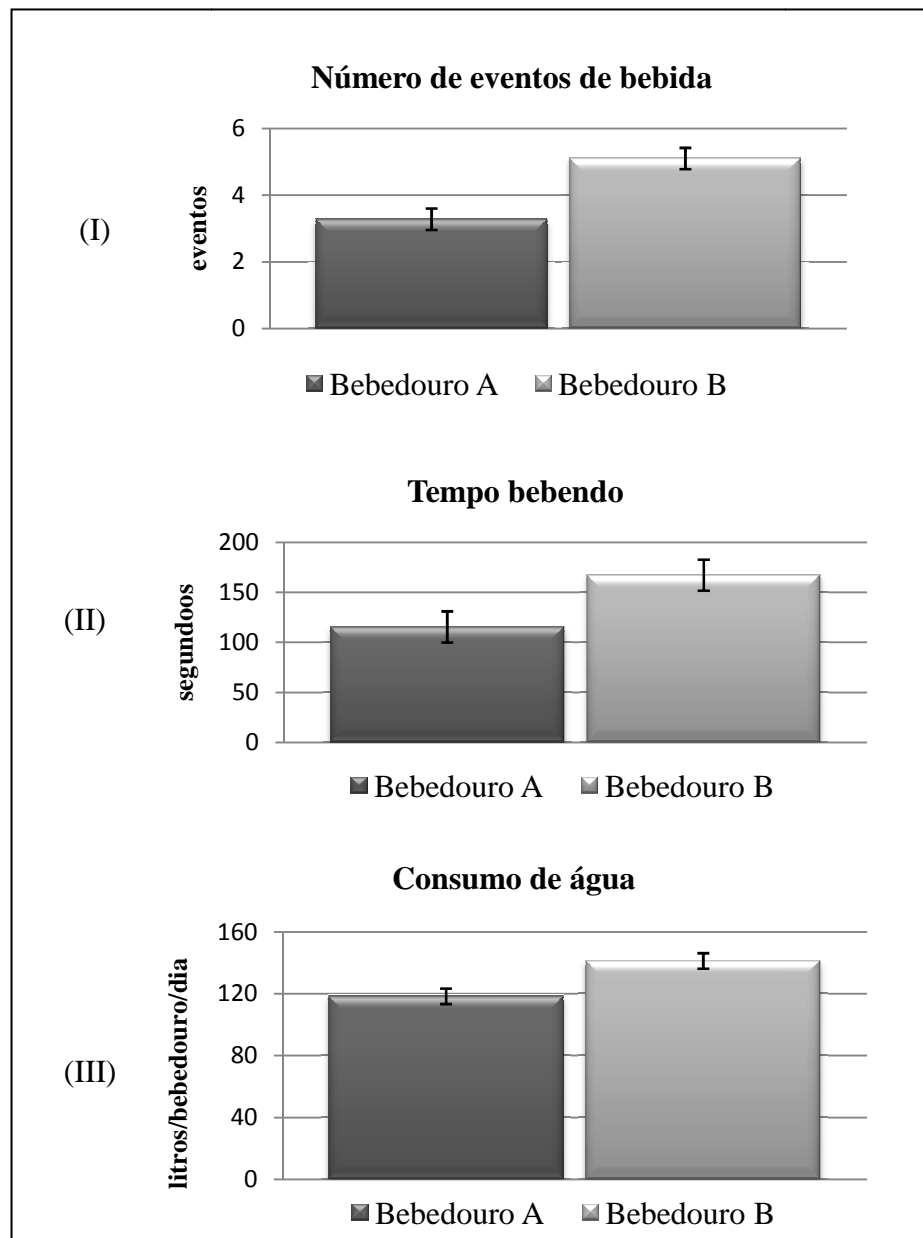 Número de eventos de bebida
6
4
2
0
eventos
(I)
Bebedouro A Bebedouro B
Tempo bebendo
200
150
100
50
0
segundoos
(II)
Bebedouro A Bebedouro B
Consumo de água
160
120
80
40
0
litros/bebedouro/dia
(III)
Bebedouro A Bebedouro B